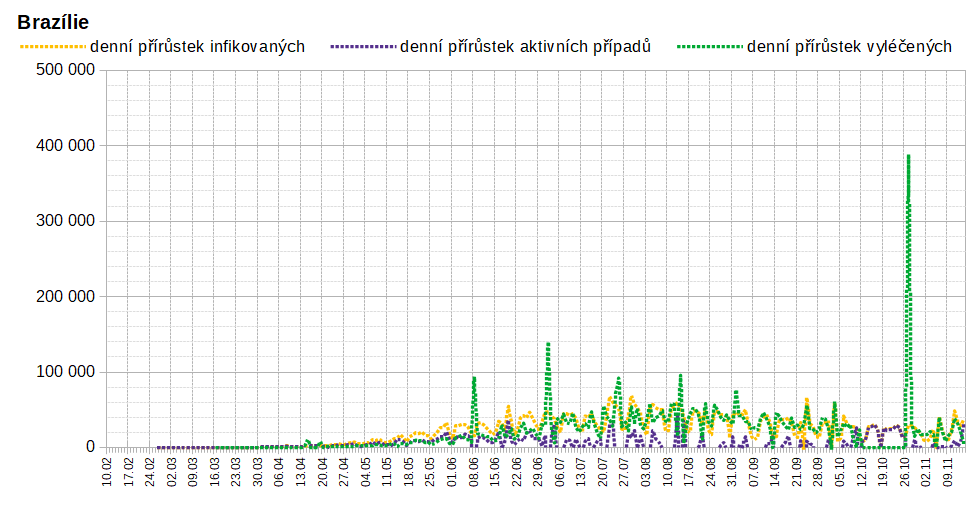 Brazílie
denní přírůstek infikovaných denní přírůstek aktivních případů denní přírůstek vyléčených
500 000
400 000
300 000
200 000
100 000
0
10.02 17.02 24.02 02.03 09.03 16.03 23.03 30.03 06.04 13.04 20.04 27.04 04.05 11.05 18.05 25.05 01.06 08.06 15.06 22.06 29.06 06.07 13.07 20.07 27.07 03.08 10.08 17.08 24.08 31.08 07.09 14.09 21.09 28.09 05.10 12.10 19.10 26.10 02.11 09.11